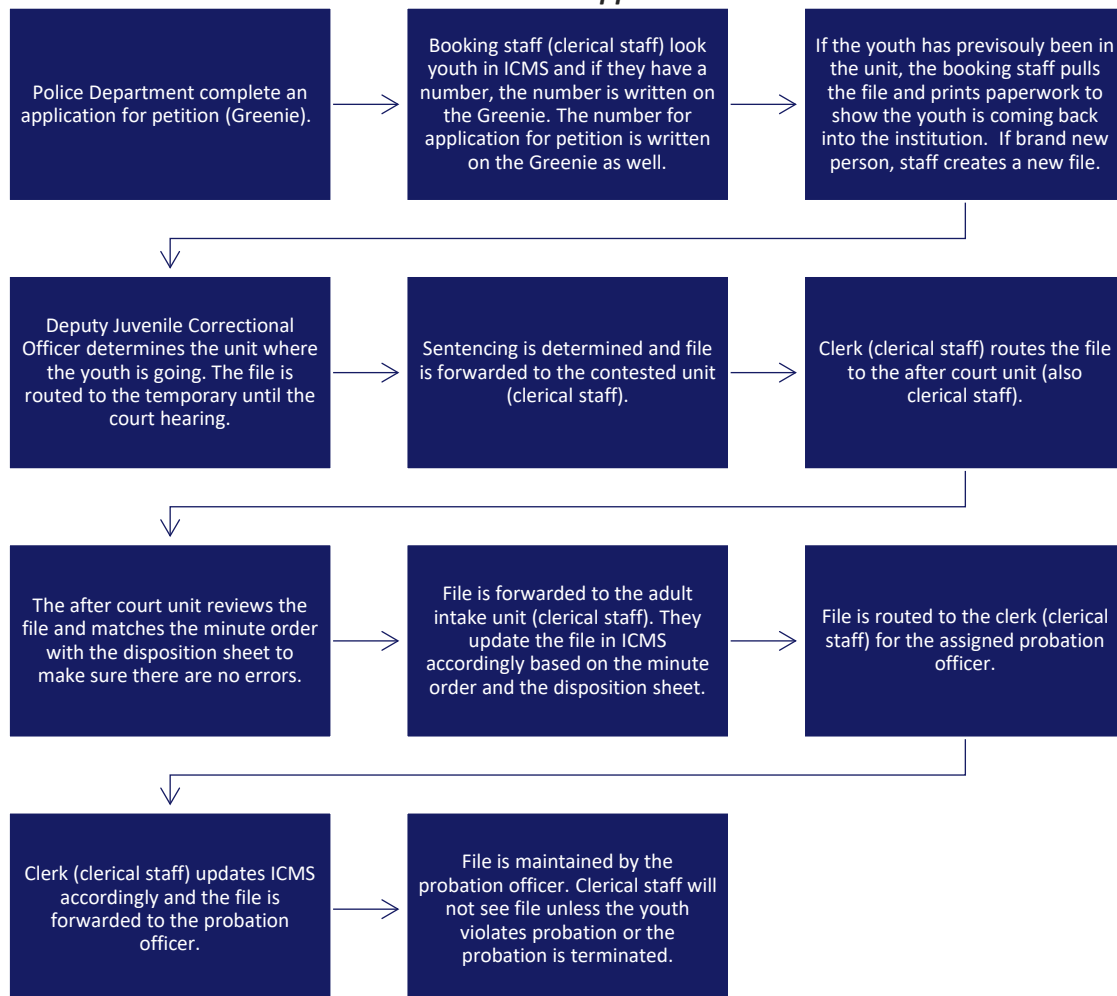 Police Department complete an
application for petition (Greenie).
Booking staff (clerical staff) look
youth in ICMS and if they have a
number, the number is written on
the Greenie. The number for
application for petition is written
on the Greenie as well.
If the youth has previsouly been in
the unit, the booking staff pulls
the file and prints paperwork to
show the youth is coming back
into the institution.  If brand new
person, staff creates a new file.
Deputy Juvenile Correctional
Officer determines the unit where
the youth is going. The file is
routed to the temporary until the
court hearing.
Sentencing is determined and file
is forwarded to the contested unit
(clerical staff).
Clerk (clerical staff) routes the file
to the after court unit (also
clerical staff).
The after court unit reviews the
file and matches the minute order
with the disposition sheet to
make sure there are no errors.
File is forwarded to the adult
intake unit (clerical staff). They
update the file in ICMS
accordingly based on the minute
order and the disposition sheet.
File is routed to the clerk (clerical
staff) for the assigned probation
officer.
Clerk (clerical staff) updates ICMS
accordingly and the file is
forwarded to the probation
officer.
File is maintained by the
probation officer. Clerical staff will
not see file unless the youth
violates probation or the
probation is terminated.